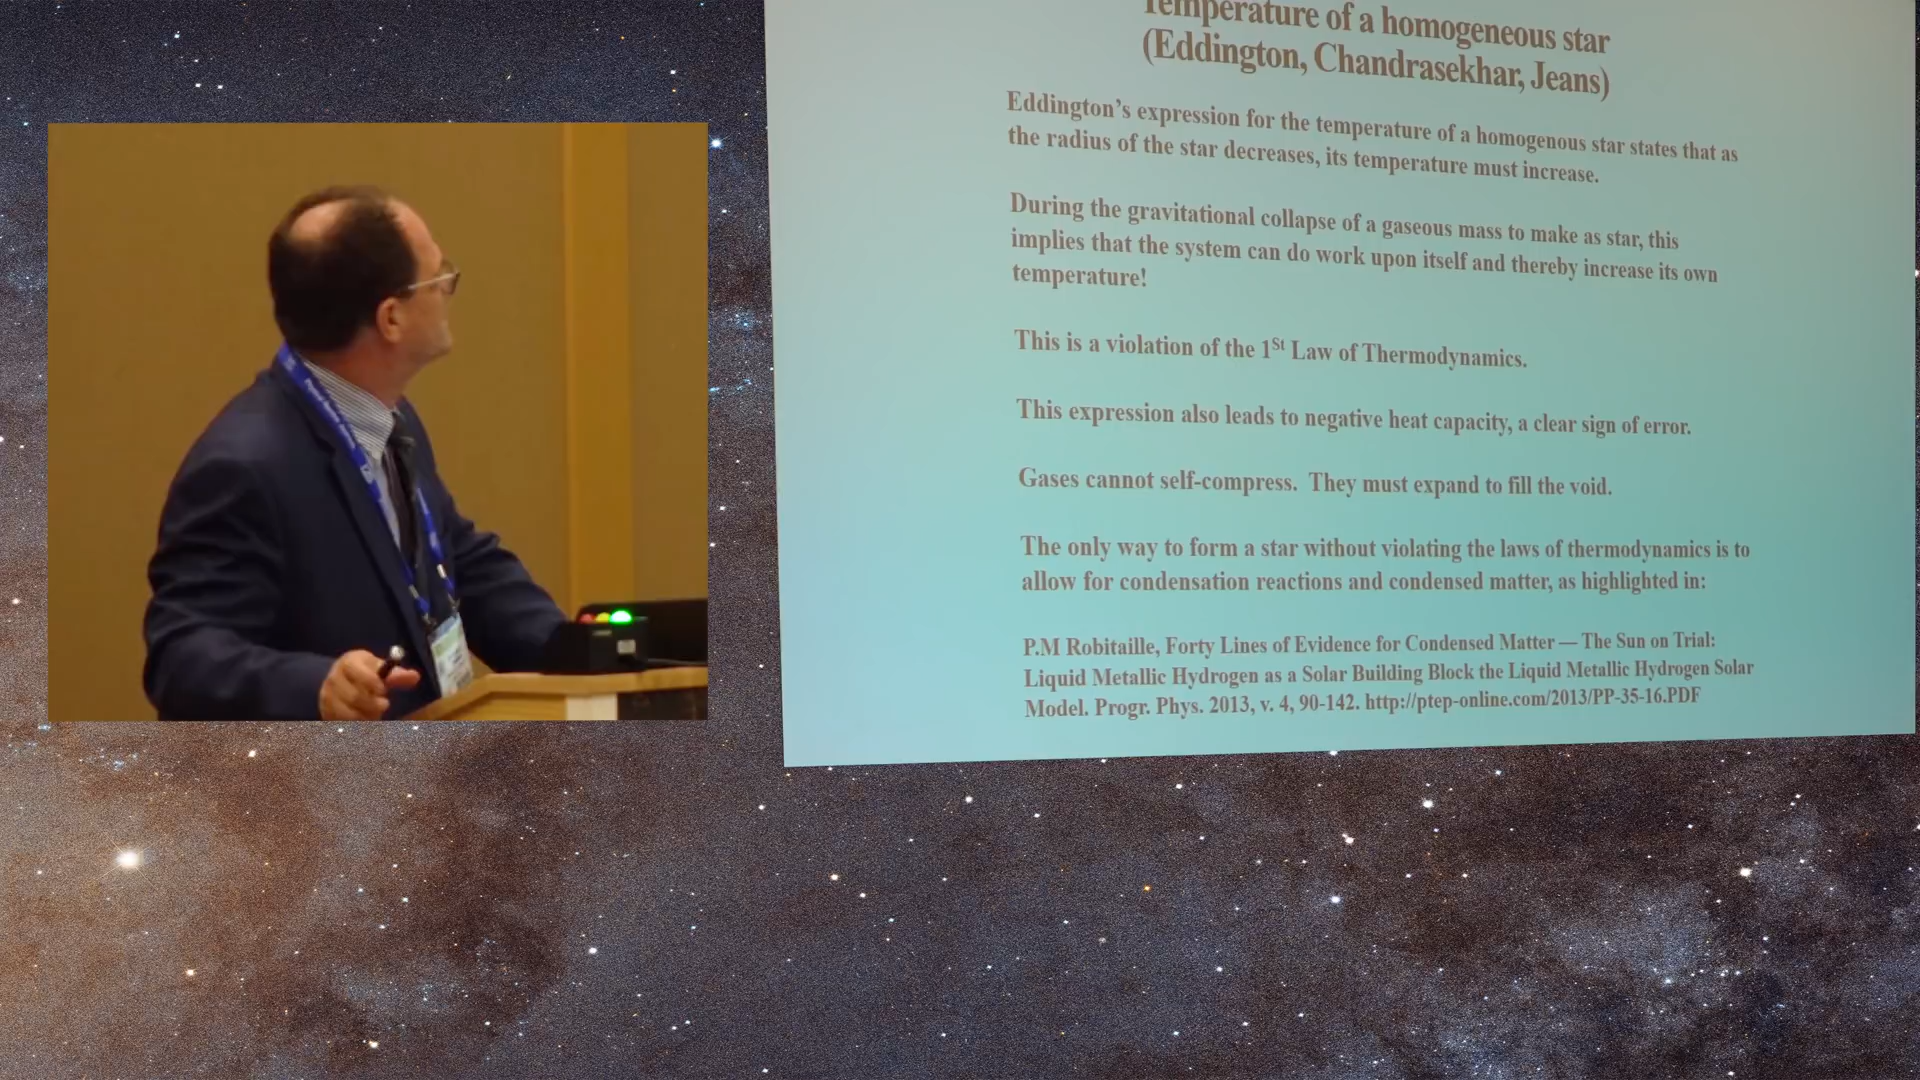 Temperature of a homogeneous star
(Eddington, Chandrasekhar, Jeans)
Eddington's expression for the temperature of a homogenous star states that as
the radius of the star decreases, its temperature must increase.
During the gravitational collapse of a gaseous mass to make as star, this
implies that the system can do work upon itself and thereby increase its own
temperature!
This is a violation of the 1St Law of Thermodynamics.
This expression also leads to negative heat capacity, a clear sign of error.
Gases cannot self-compress. They must expand to fill the void.
The only way to form a star without violating the laws of thermodynamics is to
allow for condensation reactions and condensed matter, as highlighted in:
P.M Robitaille, Forty Lines of Evidence for Condensed Matter — The Sun on Trial:
Liquid Metallic Hydrogen as a Solar Building Block the Liquid Metallic Hydrogen Solar
Model. Progr. Phys. 2013, v. 4, 90-142. http://ptep-online.com/2013/PP-35-16.PDF